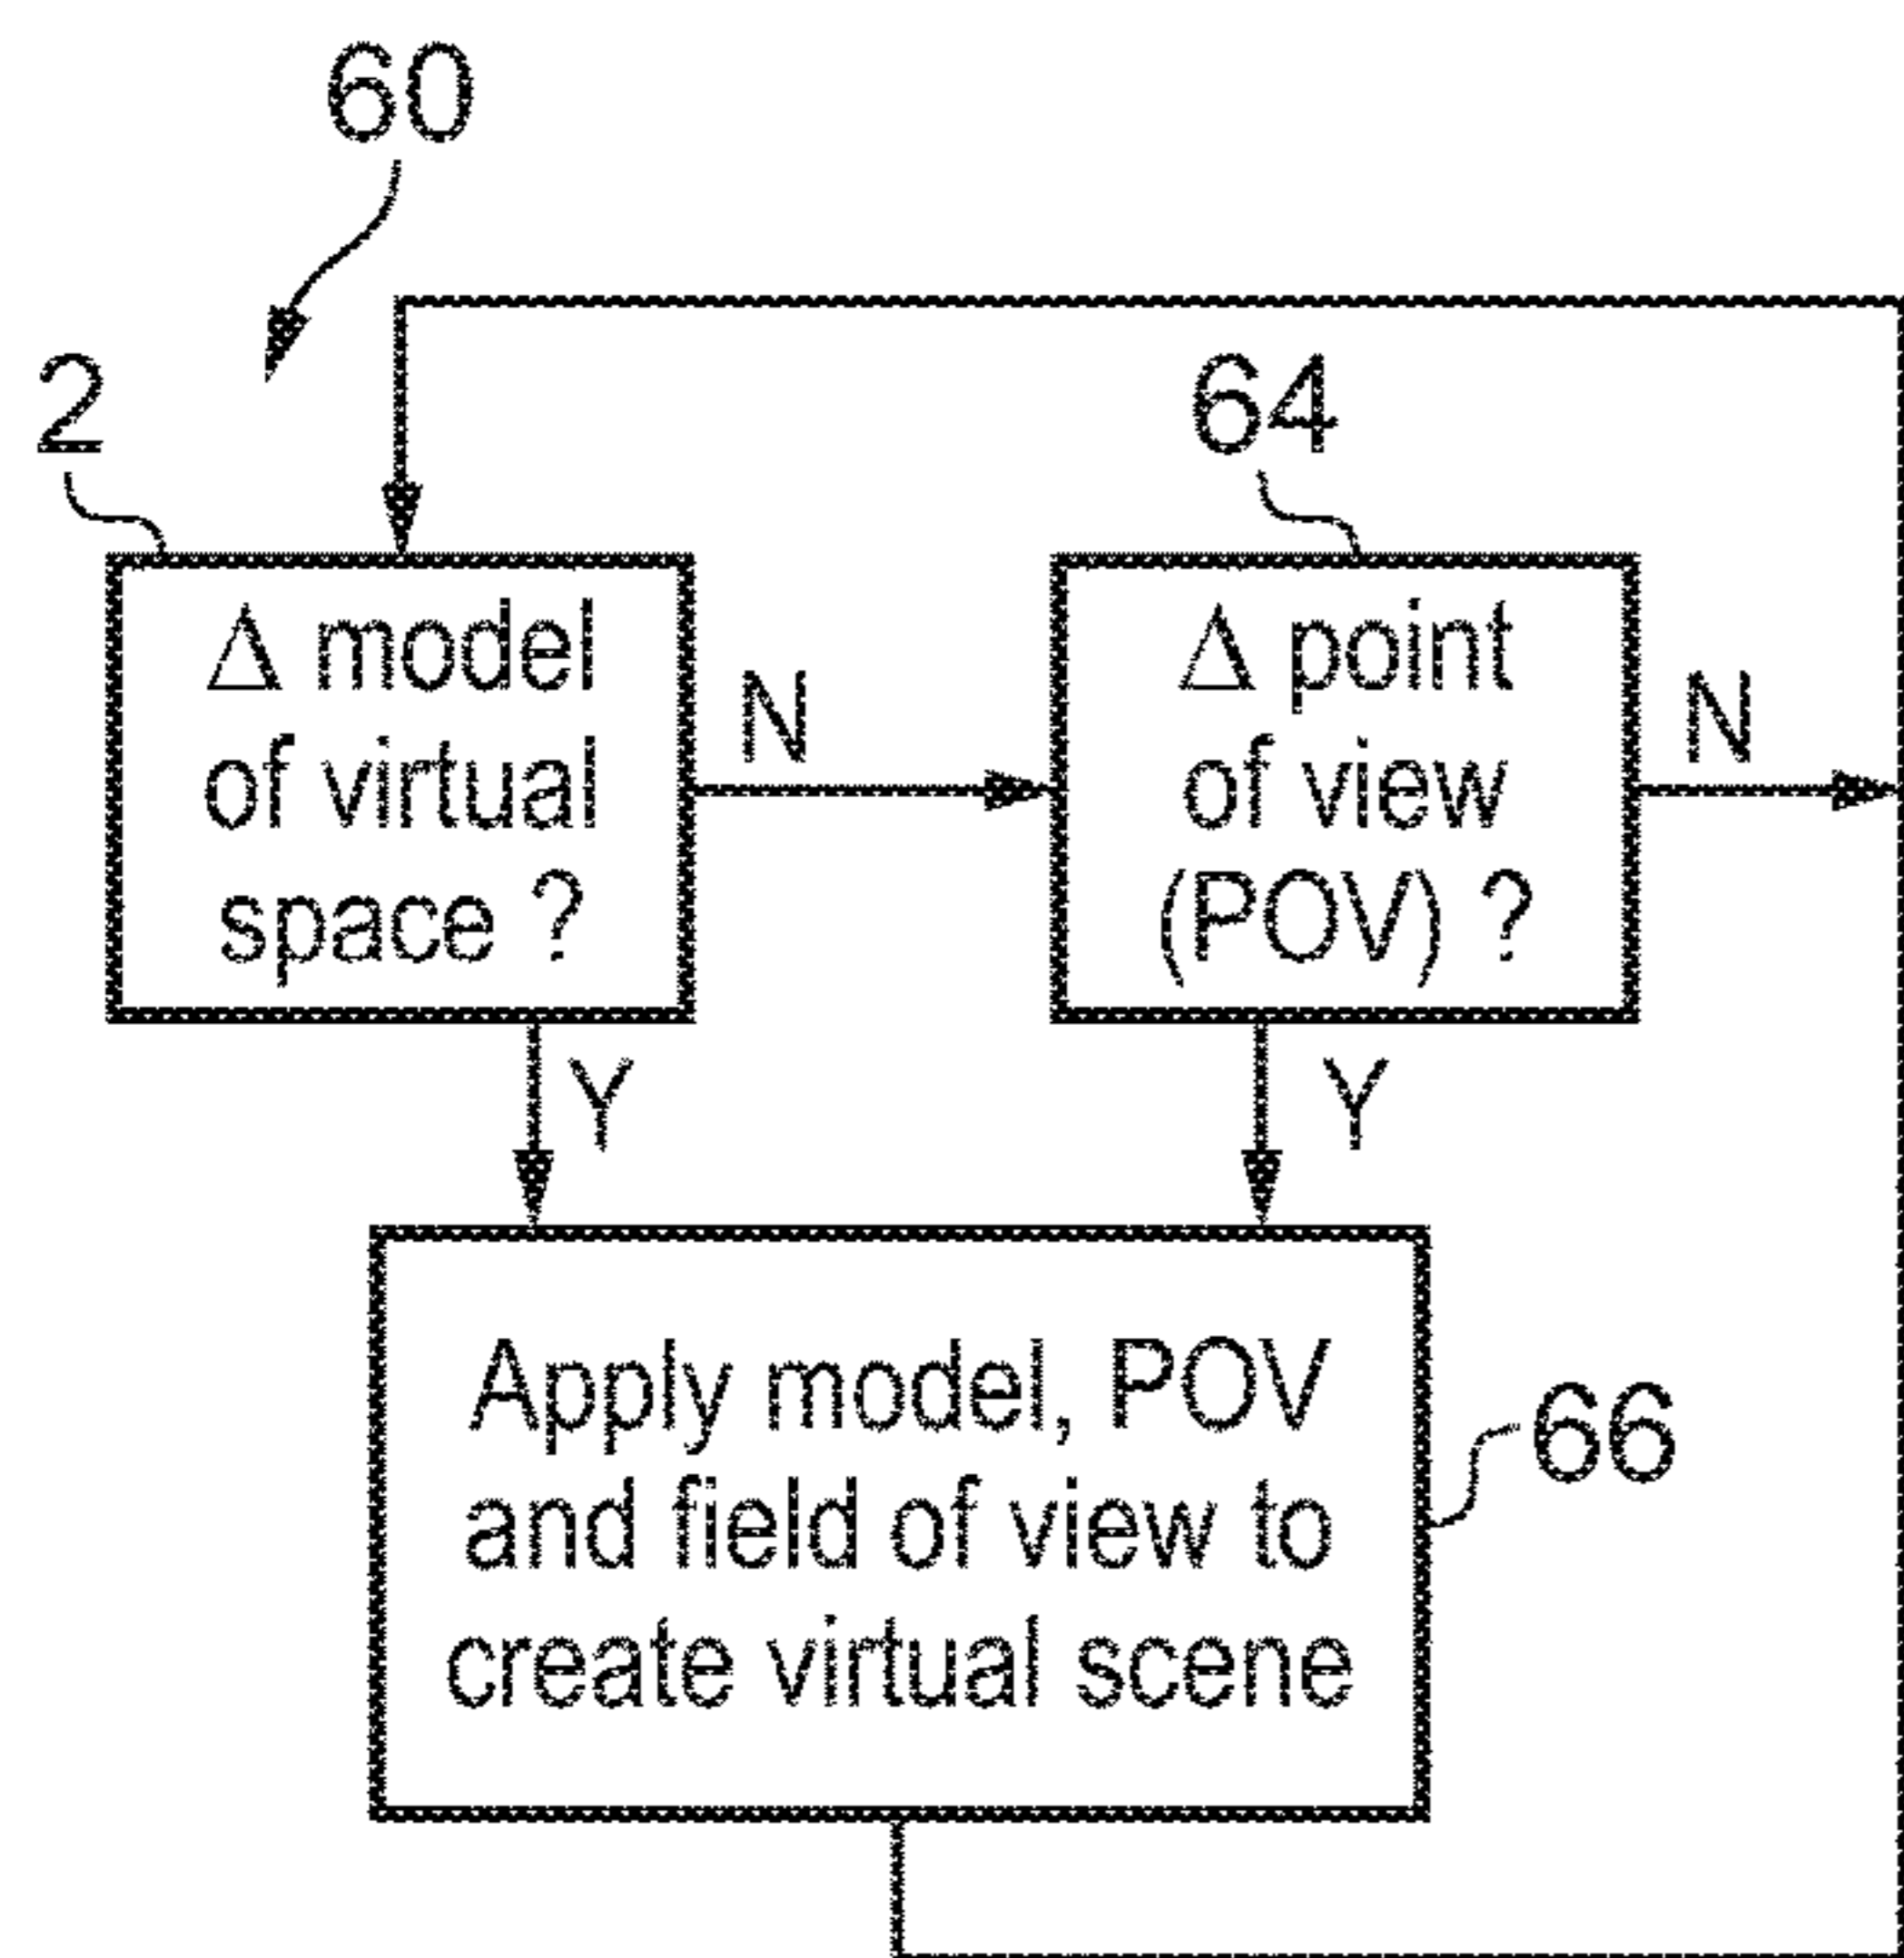 60
2
64
Δ model
of virtual
space ?
N
Δ point
of view
(POV) ?
N
Y
Y
Apply model, POV
and field of view to
create virtual scene
66